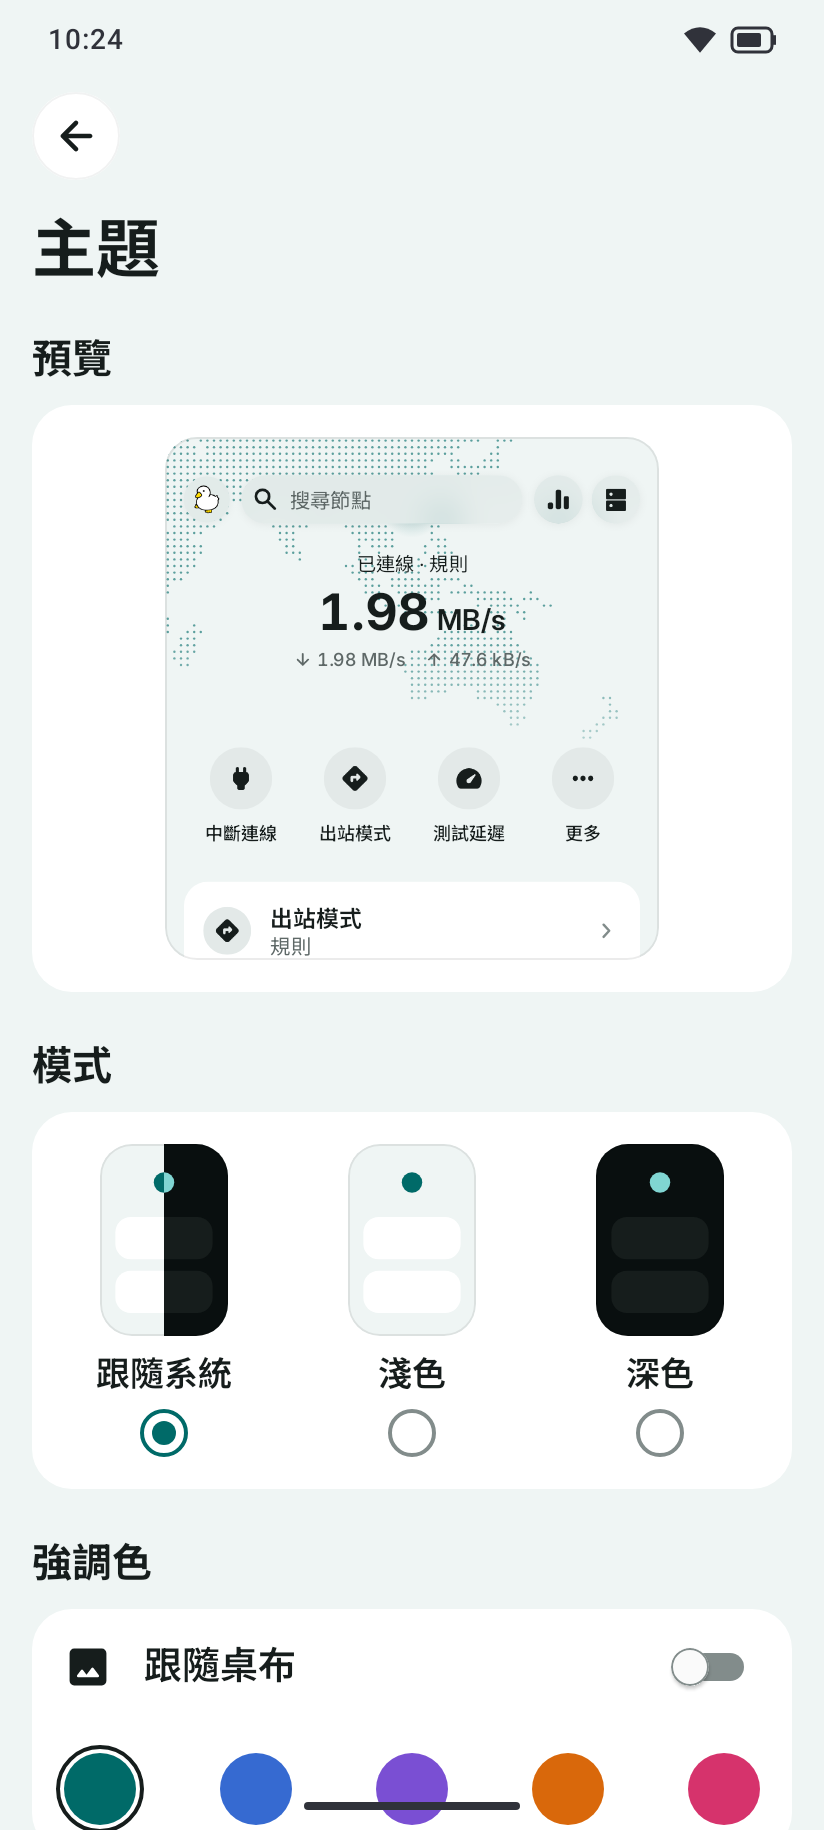 10:24
主題
預覽
搜尋節點
已連線 · 規則
1.98 MB/s
↓ 1.98 MB/s ↑ 47.6 kB/s
中斷連線 出站模式 測試延遲 更多
出站模式
規則
模式
跟隨系統 淺色 深色
強調色
跟隨桌布